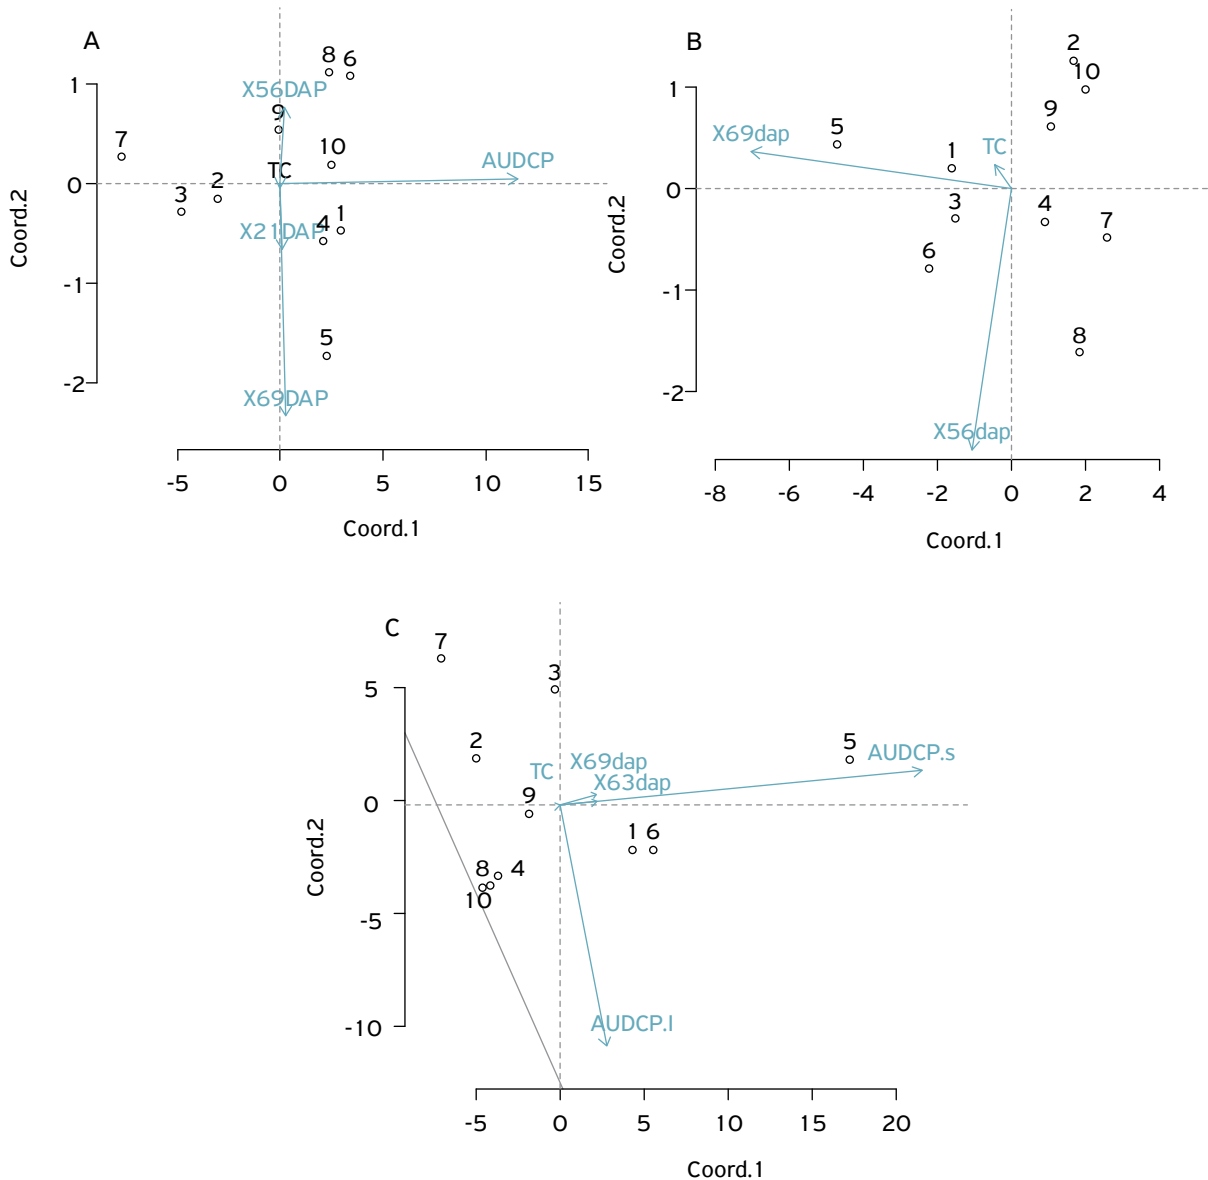 A
8 6
X56DAP
1
9
7
10
TC
AUDCP
0
2
3
1
4
X21DAP
-1
5
-2
X69DAP
-5 0 5 10 15
Coord.1
Coord.2
B
2
10
1
9
5
X69dap
TC
1
0
3
4
7
6
-1
8
-2
X56dap
-8 -6 -4 -2 0 2 4
Coord.1
Coord.2
C
7
3
5
2
5
AUDCP.s
X69dap
TC
X63dap
9
0
1 6
8 4
10
-5
AUDCP.l
-10
-5 0 5 10 15 20
Coord.1
Coord.2